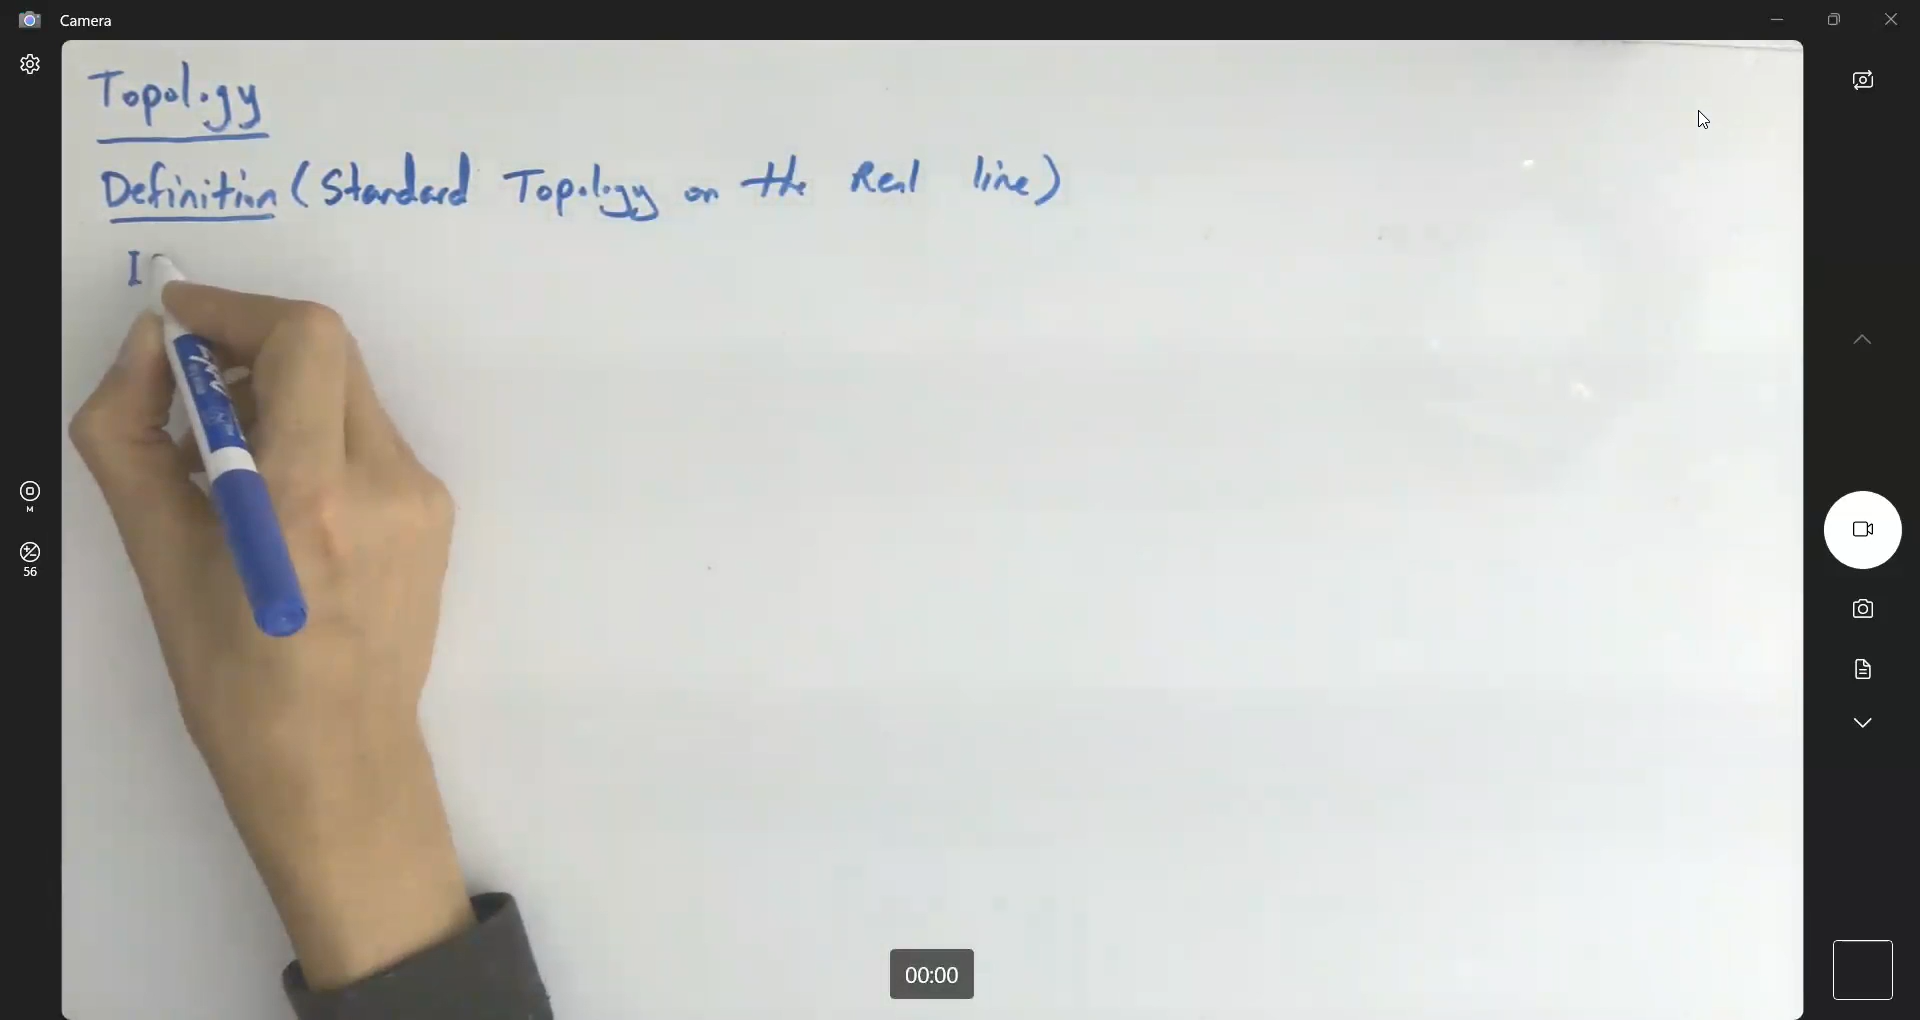 Camera
Topology
Definition (Standard Topology on the Real line)
I
M
56
00:00